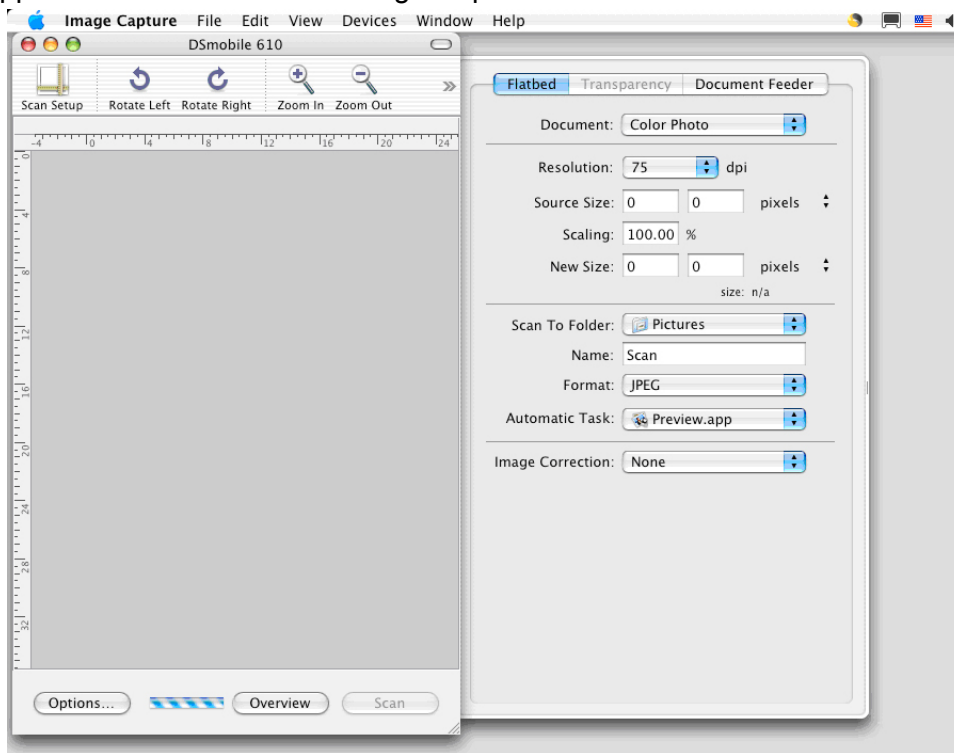 Image Capture File Edit View Devices Window Help
DSmobile 610
Scan Setup Rotate Left Rotate Right Zoom In Zoom Out »
-4 0 4 8 12 16 20 24
0
4
8
12
16
20
24
28
32
Options... Overview Scan
Flatbed Transparency Document Feeder
Document: Color Photo
Resolution: 75 dpi
Source Size: 0 0 pixels
Scaling: 100.00 %
New Size: 0 0 pixels
size: n/a
Scan To Folder: Pictures
Name: Scan
Format: JPEG
Automatic Task: Preview.app
Image Correction: None